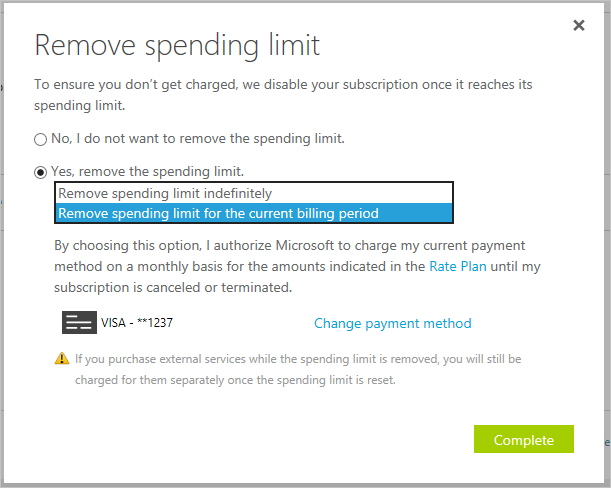 Remove spending limit
To ensure you don't get charged, we disable your subscription once it reaches its
spending limit.
No, I do not want to remove the spending limit.
Yes, remove the spending limit.
Remove spending limit indefinitely
Remove spending limit for the current billing period
By choosing this option, I authorize Microsoft to charge my current payment
method on a monthly basis for the amounts indicated in the Rate Plan until my
subscription is canceled or terminated.
VISA - **1237 Change payment method
If you purchase external services while the spending limit is removed, you will still be
charged for them separately once the spending limit is reset.
Complete